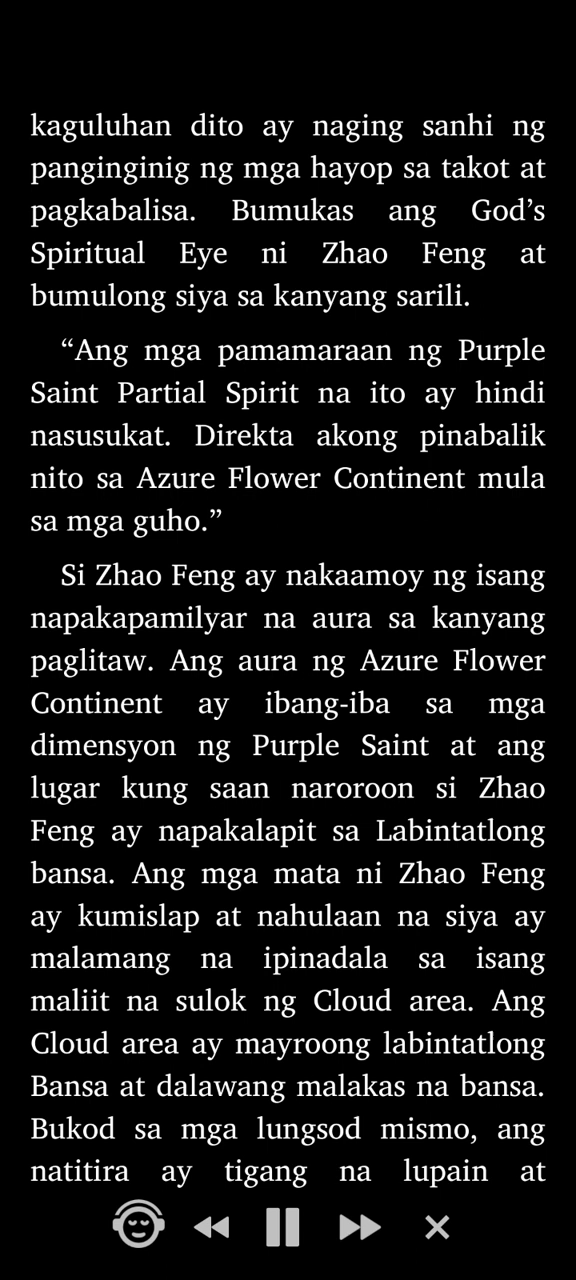 kaguluhan dito ay naging sanhi ng
panginginig ng mga hayop sa takot at
pagkabalisa. Bumukas ang God’s
Spiritual Eye ni Zhao Feng at
bumulong siya sa kanyang sarili.
“Ang mga pamamaraan ng Purple
Saint Partial Spirit na ito ay hindi
nasusukat. Direkta akong pinabalik
nito sa Azure Flower Continent mula
sa mga guho.”
Si Zhao Feng ay nakaamoy ng isang
napakapamilyar na aura sa kanyang
paglitaw. Ang aura ng Azure Flower
Continent ay ibang-iba sa mga
dimensyon ng Purple Saint at ang
lugar kung saan naroroon si Zhao
Feng ay napakalapit sa Labintatlong
bansa. Ang mga mata ni Zhao Feng
ay kumislap at nahulaan na siya ay
malamang na ipinadala sa isang
maliit na sulok ng Cloud area. Ang
Cloud area ay mayroong labintatlong
Bansa at dalawang malakas na bansa.
Bukod sa mga lungsod mismo, ang
natitira ay tigang na lupain at